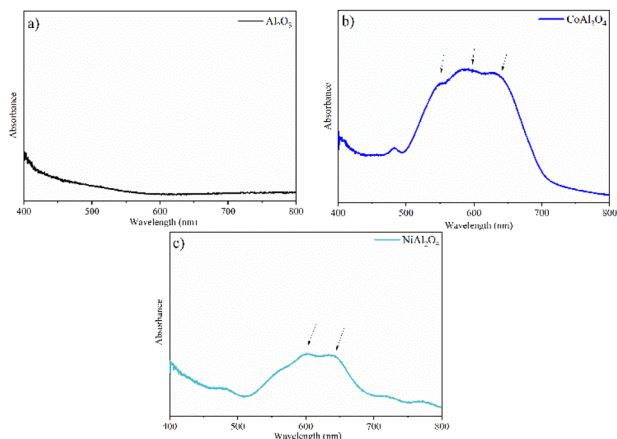 a)
Al₂O₃
Absorbance
400 500 600 700 800
Wavelength (nm)
b)
CoAl₂O₄
Absorbance
400 500 600 700 800
Wavelength (nm)
c)
NiAl₂O₄
Absorbance
400 500 600 700 800
Wavelength (nm)